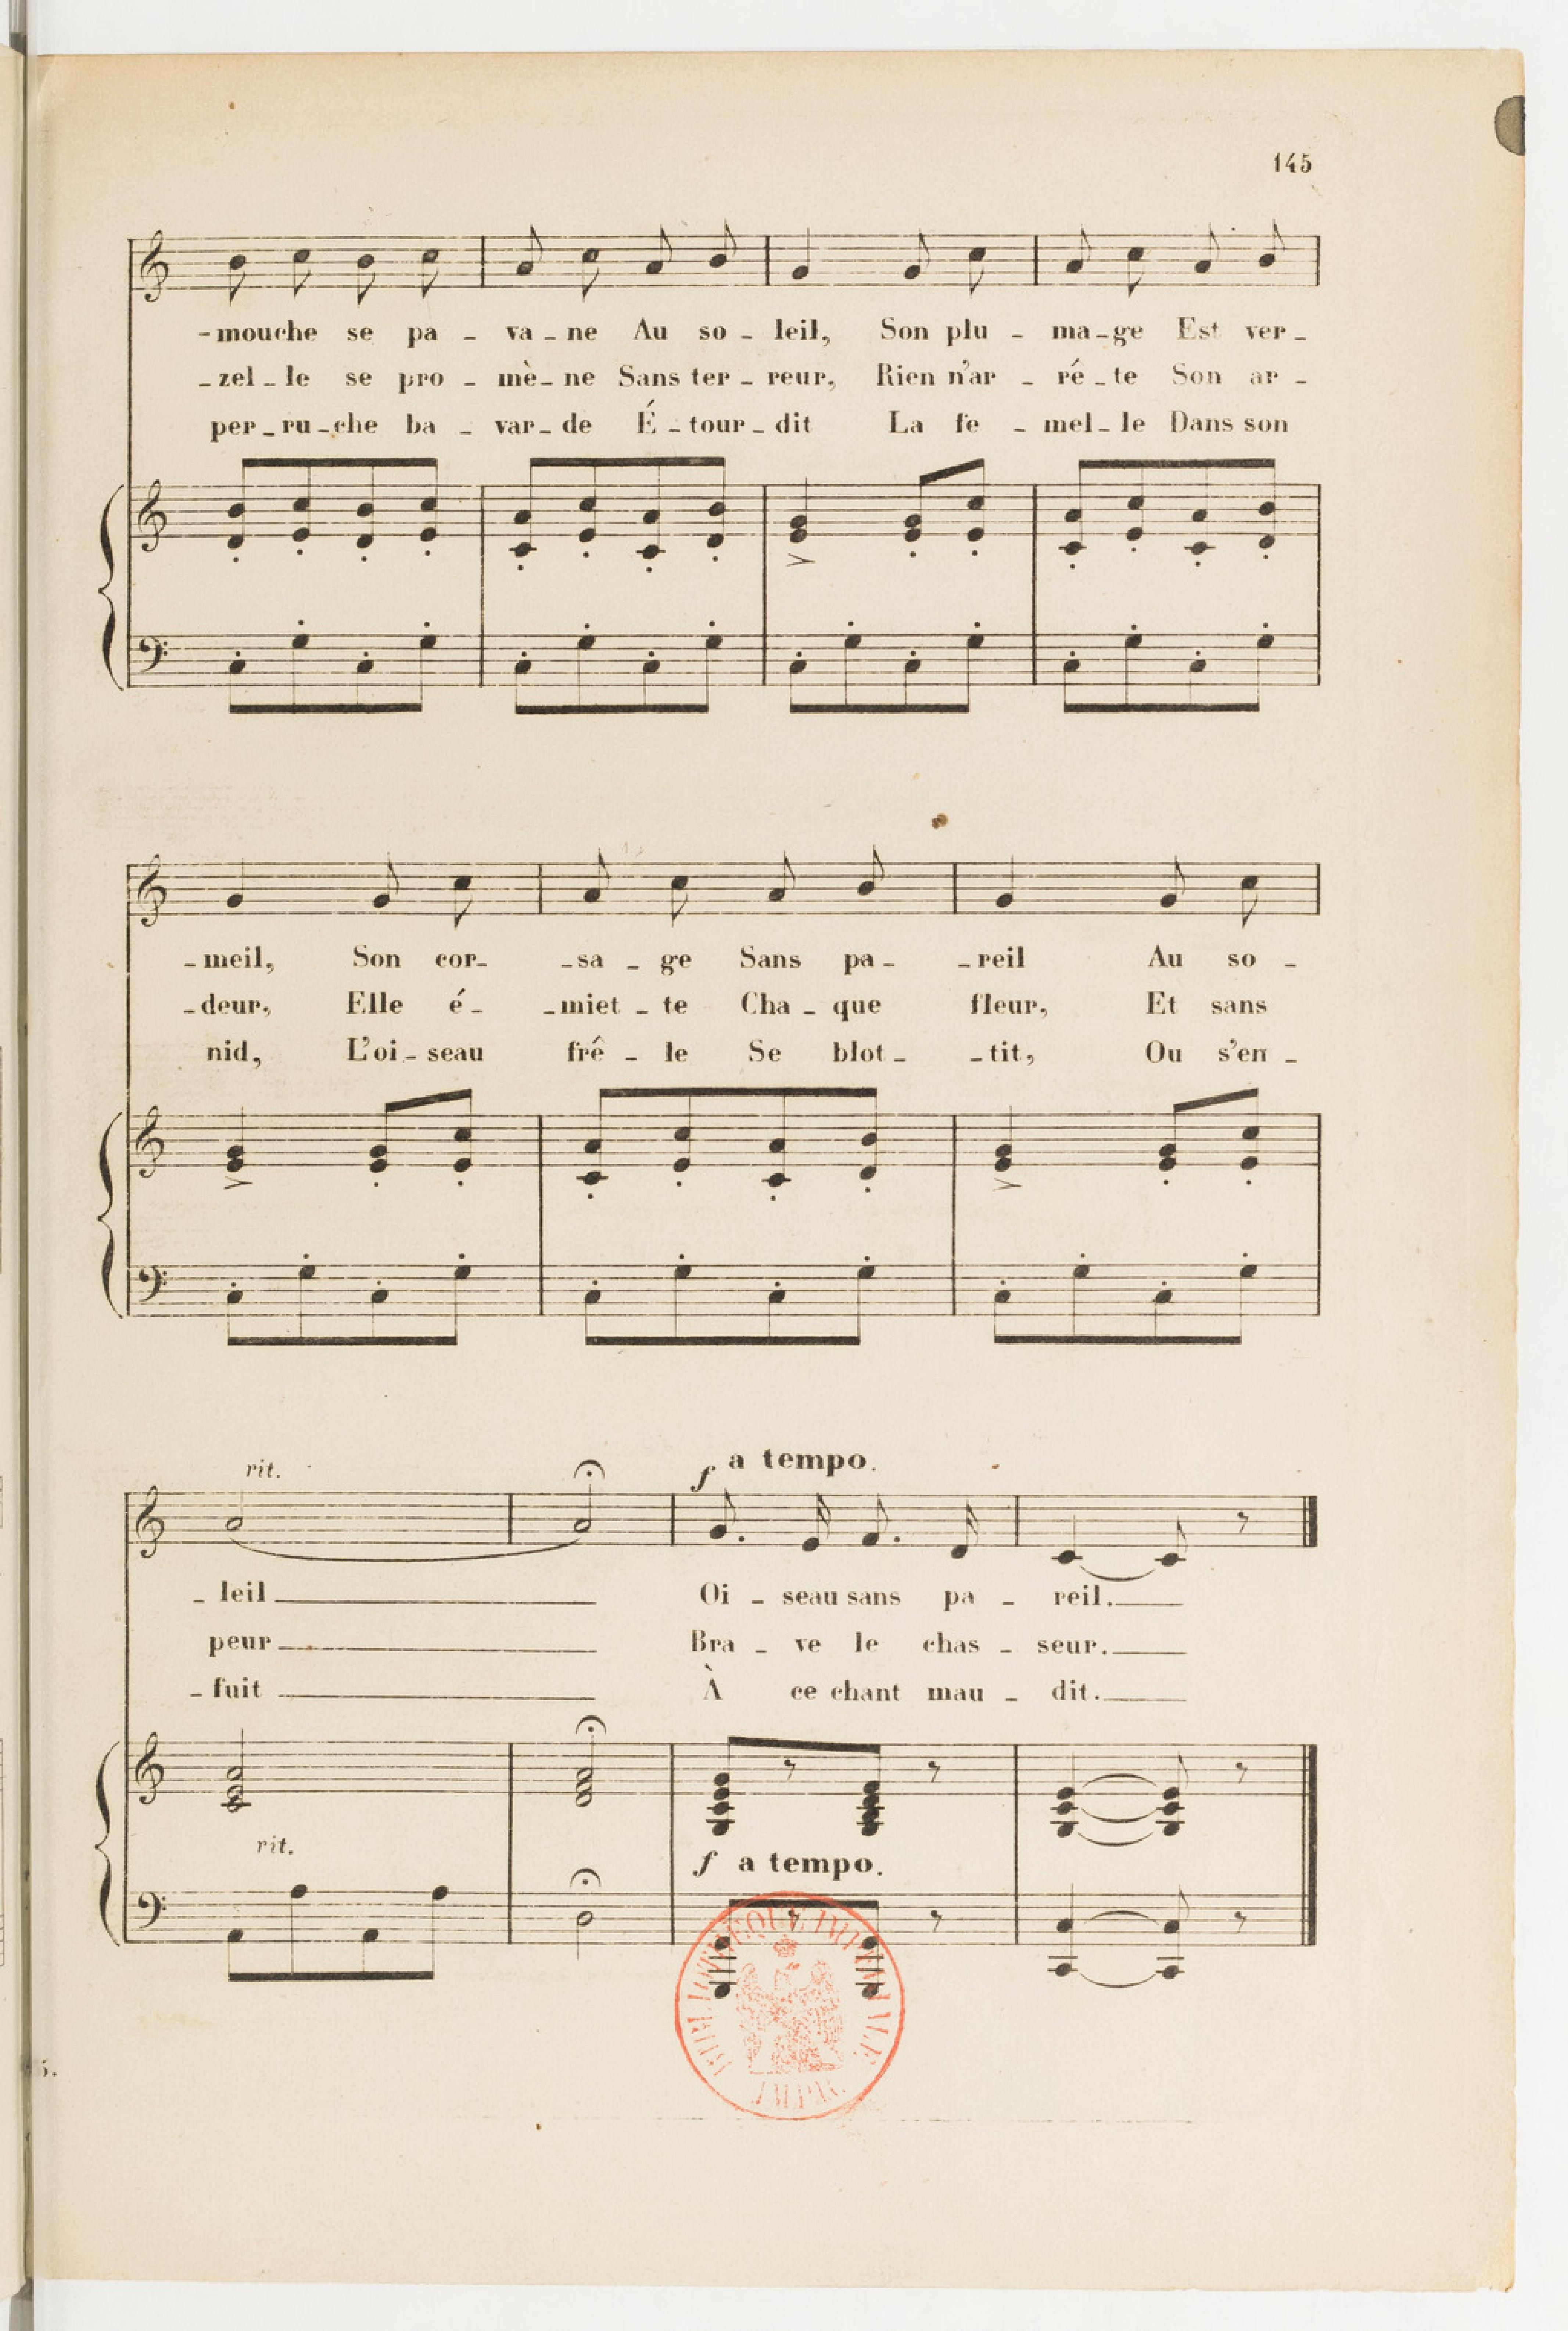 145
-mouche se pa - va - ne Au so - leil, Son plu - ma - ge Est ver -
- zel - le se pro - mè - ne Sans ter - reur, Rien n'ar - ré - te Son ar -
per - ru - che ba - var - de É - tour - dit La fe - mel - le Dans son
- meil, Son cor - - sa - ge Sans pa - - reil Au so -
- deur, Elle é - - miet - te Cha - que fleur, Et sans
nid, L'oi - seau frê - le Se blot - - tit, Ou s'en -
rit.
f a tempo.
- leil Oi - seau sans pa - reil.
peur Bra - ve le chas - seur.
- fuit À ce chant mau - dit.
rit.
f a tempo.
5.